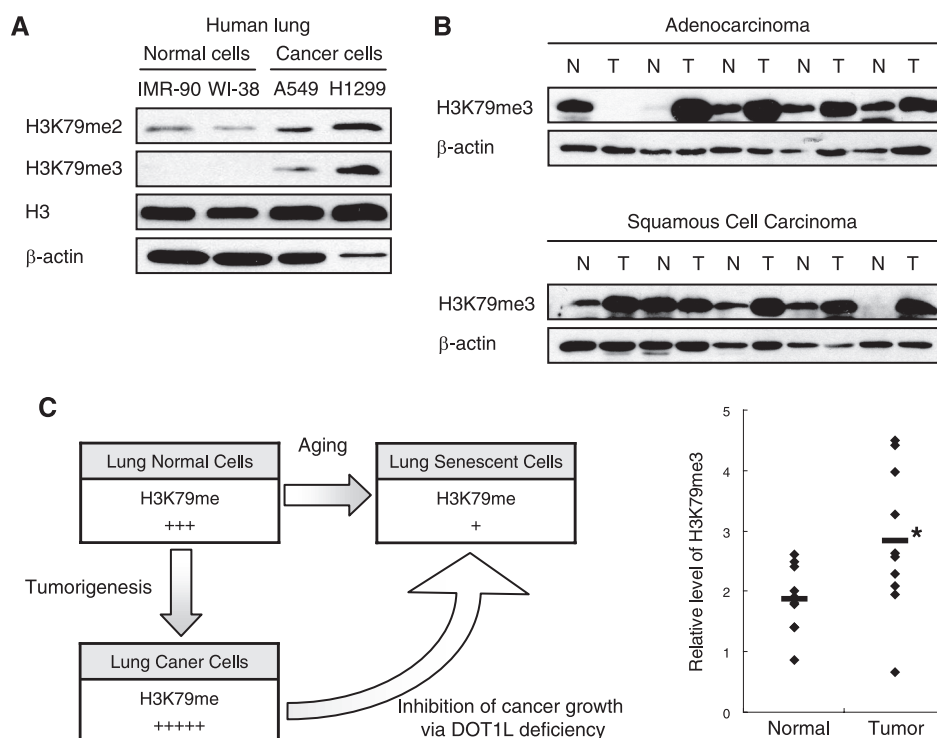 A
Human lung
Normal cells Cancer cells
IMR-90 WI-38 A549 H1299
H3K79me2
H3K79me3
H3
β-actin
B
Adenocarcinoma
N T N T N T N T N T
H3K79me3
β-actin
Squamous Cell Carcinoma
N T N T N T N T N T
H3K79me3
β-actin
C
Lung Normal Cells
H3K79me
+++
Aging
Lung Senescent Cells
H3K79me
+
Tumorigenesis
Lung Caner Cells
H3K79me
+++++
Inhibition of cancer growth
via DOT1L deficiency
Relative level of H3K79me3
5
4
3
2
1
0
*
Normal Tumor